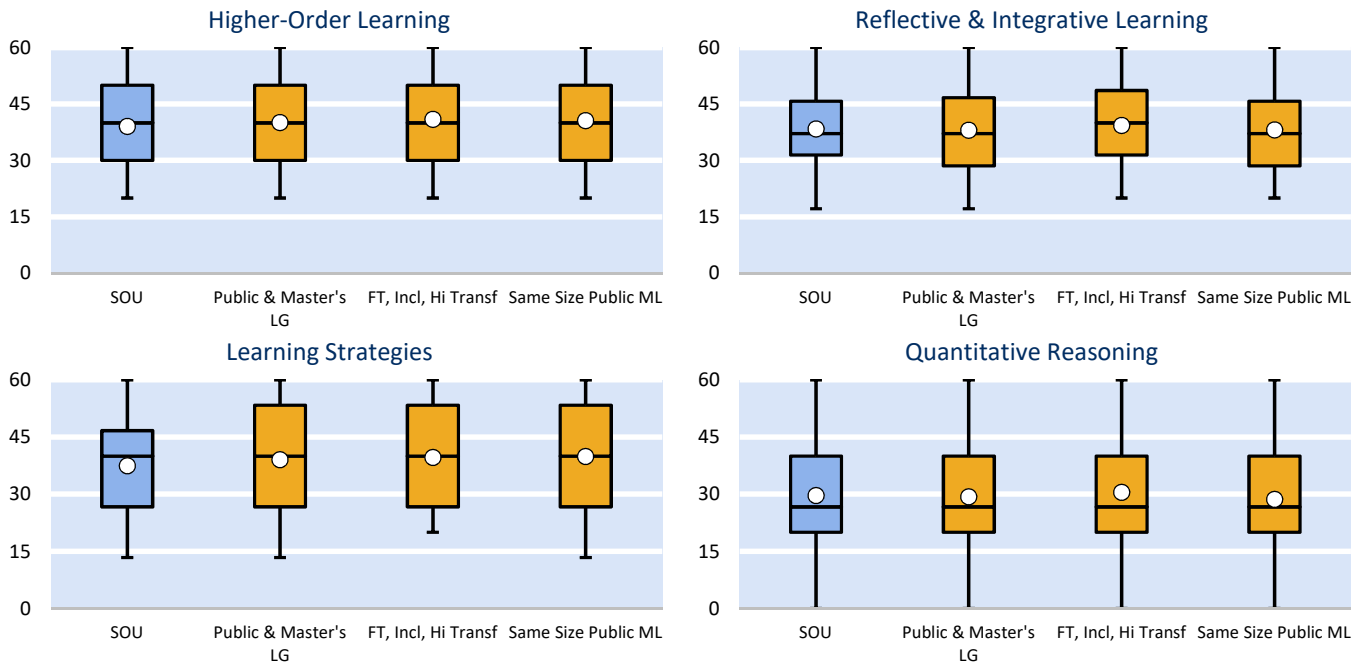 Higher-Order Learning
60
45
30
15
0
SOU
Public & Master's
LG
FT, Incl, Hi Transf
Same Size Public ML
Reflective & Integrative Learning
60
45
30
15
0
SOU
Public & Master's
LG
FT, Incl, Hi Transf
Same Size Public ML
Learning Strategies
60
45
30
15
0
SOU
Public & Master's
LG
FT, Incl, Hi Transf
Same Size Public ML
Quantitative Reasoning
60
45
30
15
0
SOU
Public & Master's
LG
FT, Incl, Hi Transf
Same Size Public ML